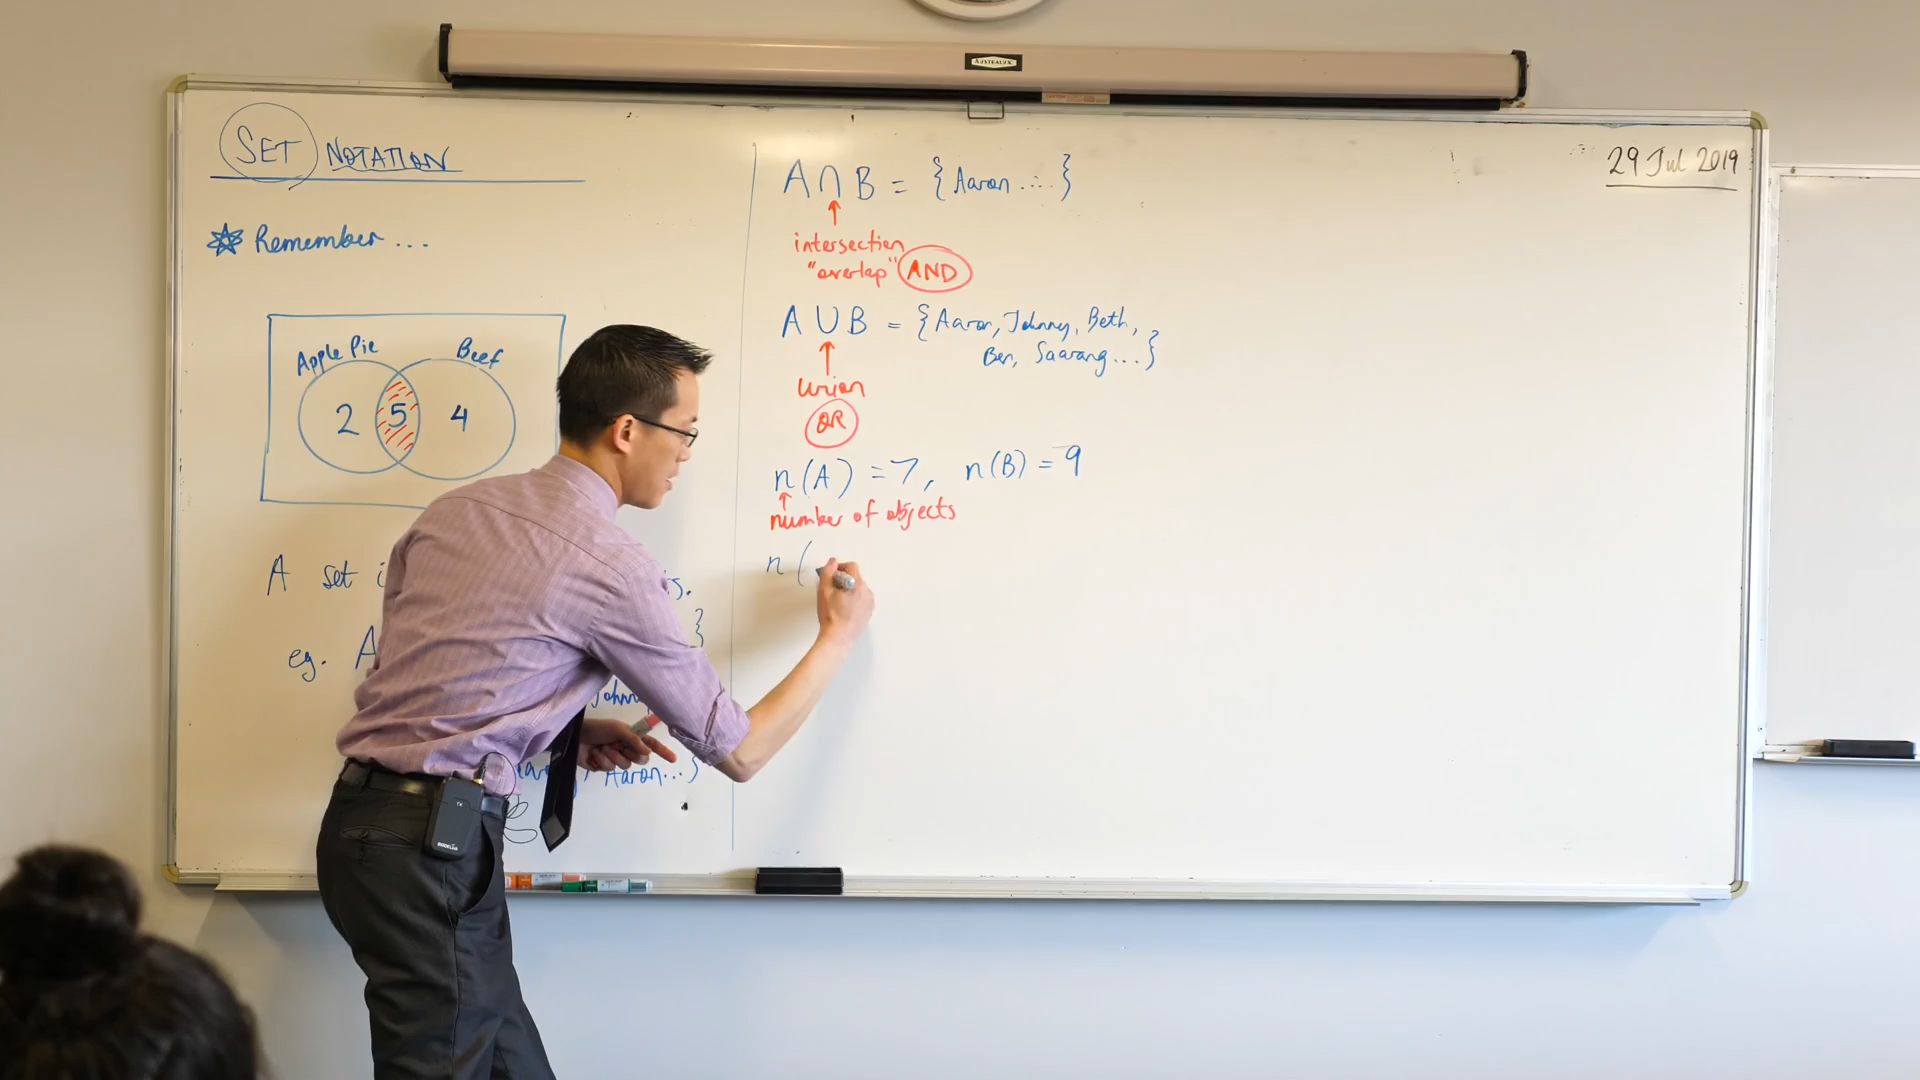 AUSTRALEX
SET NOTATION
29 Jul 2019
Remember ...
Apple Pie
Beef
2 5 4
A set
eg. A }
Aaron...}
A∩B = {Aaron ...}
intersection
"overlap" AND
A∪B = {Aaron, Johnny, Beth,
Ben, Saarang ...}
union
OR
n(A) = 7, n(B) = 9
number of objects
n (